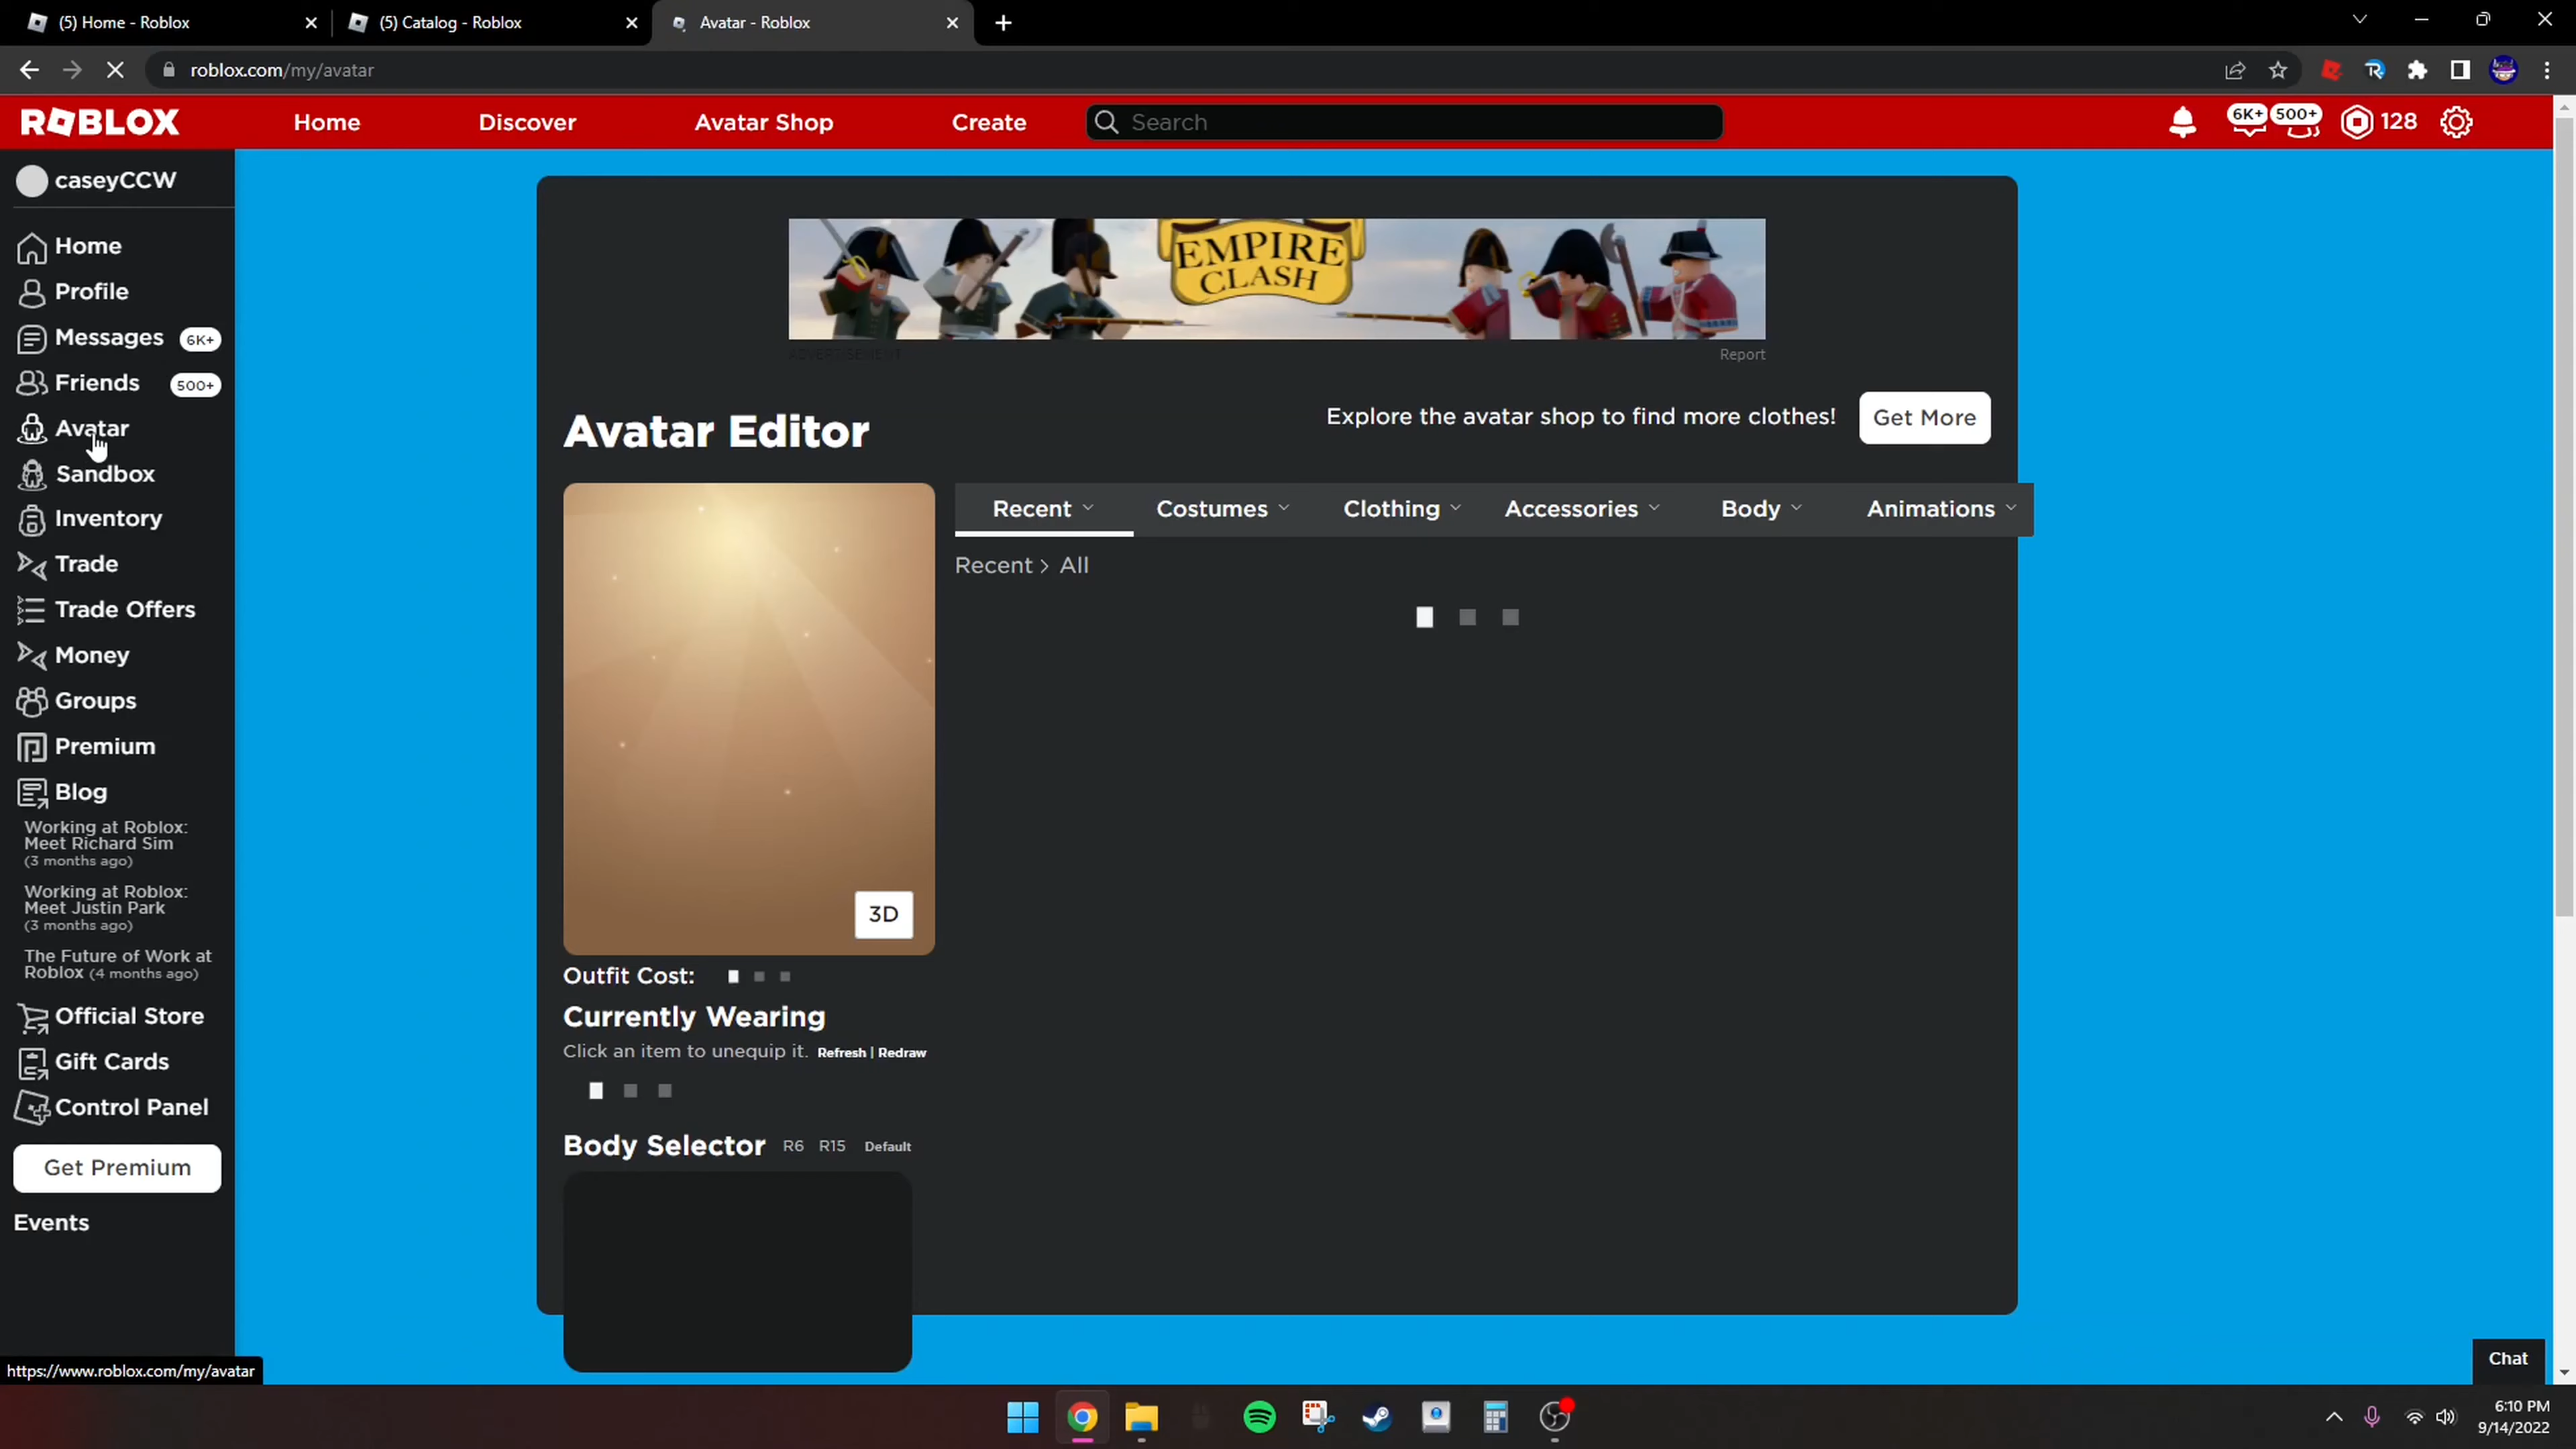 (5) Home - Roblox
(5) Catalog - Roblox
Avatar - Roblox
roblox.com/my/avatar
ROBLOX
Home
Discover
Avatar Shop
Create
Search
6K+
500+
128
caseyCCW
Home
Profile
Messages 6K+
Friends 500+
Avatar
Sandbox
Inventory
Trade
Trade Offers
Money
Groups
Premium
Blog
Working at Roblox:
Meet Richard Sim
(3 months ago)
Working at Roblox:
Meet Justin Park
(3 months ago)
The Future of Work at
Roblox (4 months ago)
Official Store
Gift Cards
Control Panel
Get Premium
Events
https://www.roblox.com/my/avatar
EMPIRE
CLASH
ADVERTISEMENT
Report
Avatar Editor
Explore the avatar shop to find more clothes!
Get More
Recent
Costumes
Clothing
Accessories
Body
Animations
Recent > All
3D
Outfit Cost:
Currently Wearing
Click an item to unequip it. Refresh | Redraw
Body Selector R6 R15 Default
Chat
6:10 PM
9/14/2022